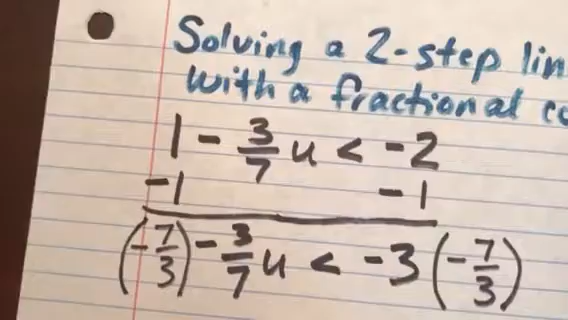 Solving a 2-step
with a fractional
1 - 3/7 u < -2
-1 -1
(-7/3) - 3/7 u < -3 (-7/3)